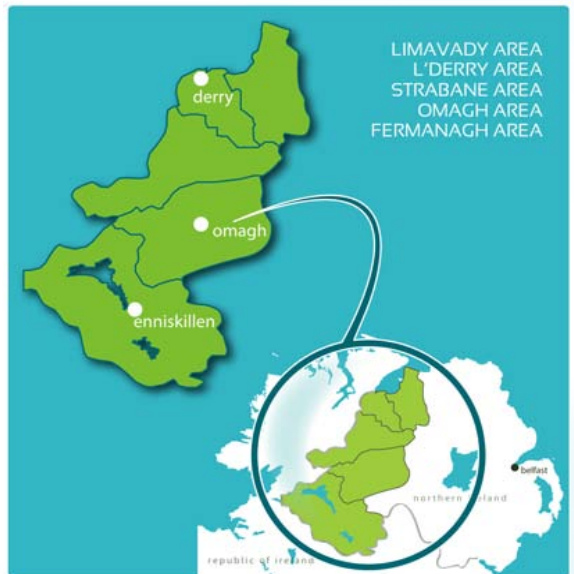 LIMAVADY AREA
L'DERRY AREA
STRABANE AREA
OMAGH AREA
FERMANAGH AREA
derry
omagh
enniskillen
belfast
northern ireland
republic of ireland